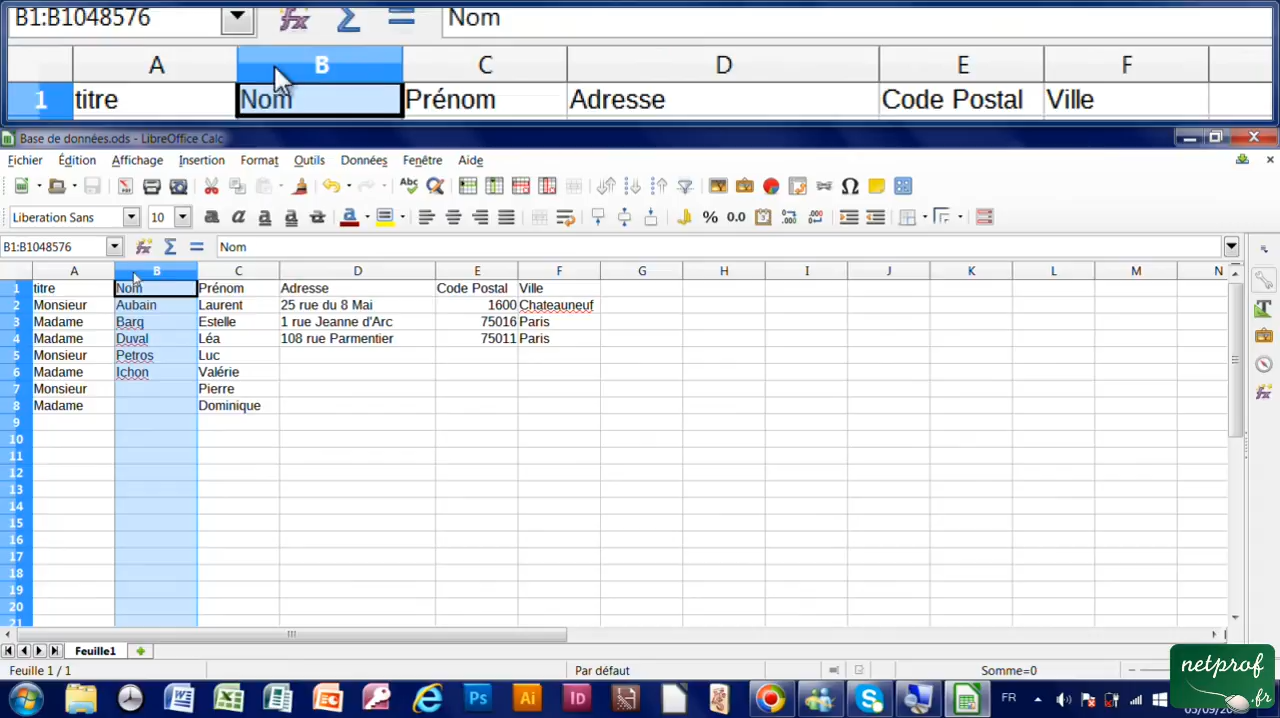 B1:B1048576 Nom
A B C D E F
1 titre Nom Prénom Adresse Code Postal Ville
Base de données.ods - LibreOffice Calc
Fichier Édition Affichage Insertion Format Outils Données Fenêtre Aide
Liberation Sans 10
B1:B1048576 Nom
A B C D E F G H I J K L M N
1 titre Nom Prénom Adresse Code Postal Ville
2 Monsieur Aubain Laurent 25 rue du 8 Mai 1600 Chateauneuf
3 Madame Barq Estelle 1 rue Jeanne d'Arc 75016 Paris
4 Madame Duval Léa 108 rue Parmentier 75011 Paris
5 Monsieur Petros Luc
6 Madame Ichon Valérie
7 Monsieur Pierre
8 Madame Dominique
9
10
11
12
13
14
15
16
17
18
19
20
21
Feuille1
Feuille 1 / 1 Par défaut Somme=0
netprof
.fr
Ps Ai Id FR